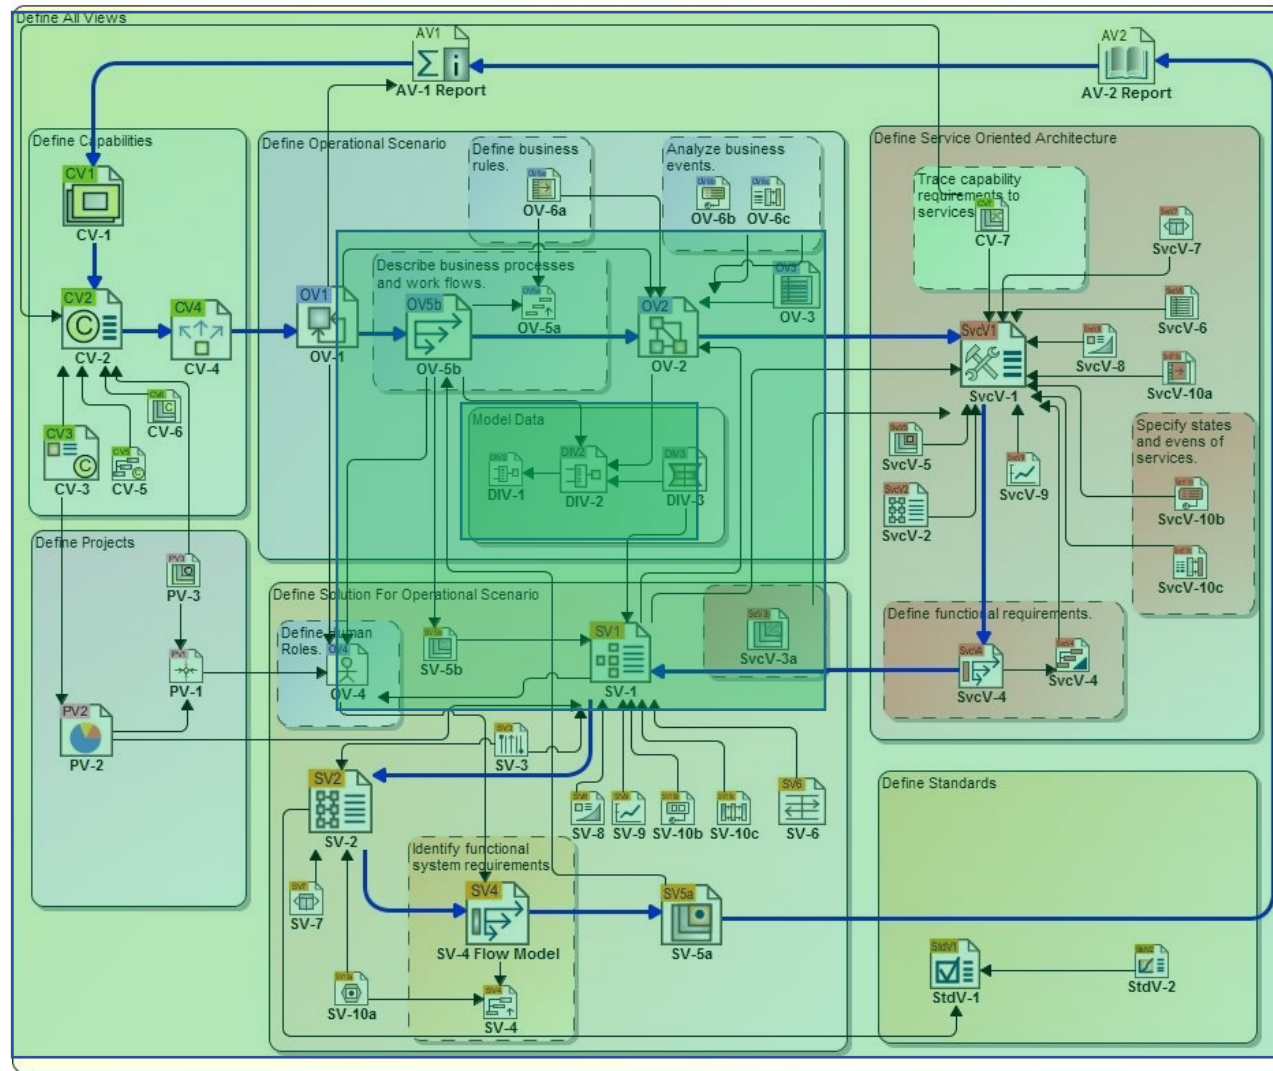 Define All Views
AV1
AV-1 Report
AV2
AV-2 Report
Define Capabilities
CV1
CV-1
CV2
CV-2
CV4
CV-4
CV3
CV-3
CV-5
CV-6
Define Operational Scenario
Define business
rules.
OV-6a
Analyze business
events.
OV-6b
OV-6c
OV1
OV-1
Describe business processes
and work flows.
OV5b
OV-5b
OV-5a
OV2
OV-2
OV3
OV-3
Model Data
DIV-1
DIV2
DIV-2
DIV3
DIV-3
Define Service Oriented Architecture
Trace capability
requirements to
services
CV7
CV-7
SvcV-7
SvcV-6
SvcV1
SvcV-1
SvcV-8
SvcV-10a
SvcV-5
SvcV2
SvcV-2
SvcV-9
Specify states
and evens of
services.
SvcV-10b
SvcV-10c
Define functional requirements.
SvcV4
SvcV-4
SvcV-4
Define Projects
PV3
PV-3
PV1
PV-1
PV2
PV-2
Define Solution For Operational Scenario
Define Human
Roles.
OV4
OV-4
SV-5b
SV1
SV-1
SvcV-3a
SV3
SV-3
SV2
SV-2
SV-8
SV-9
SV-10b
SV-10c
SV6
SV-6
SV-7
SV-10a
Identify functional
system requirements
SV4
SV-4 Flow Model
SV4
SV-4
SV5a
SV-5a
Define Standards
StdV1
StdV-1
StdV2
StdV-2